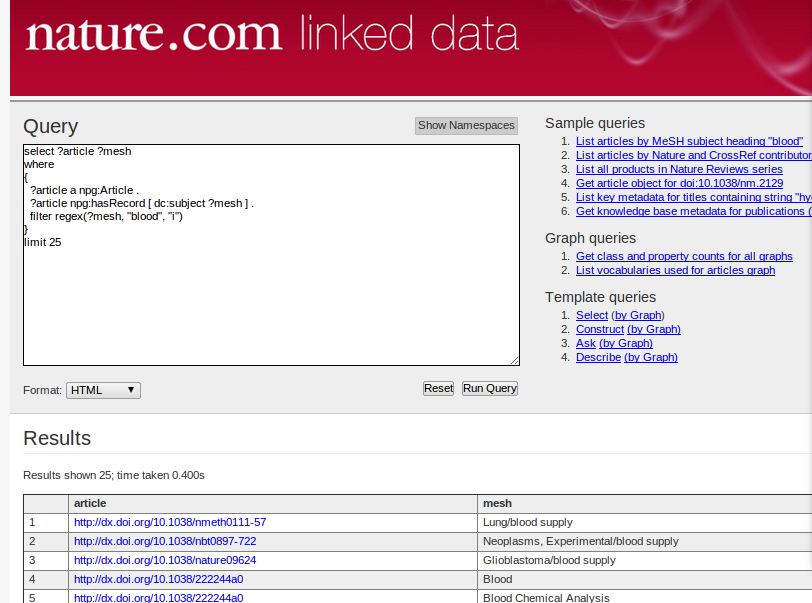 nature.com linked data
Query
Show Namespaces
select ?article ?mesh
where
{
?article a npg:Article .
?article npg:hasRecord [ dc:subject ?mesh ] .
filter regex(?mesh, "blood", "i")
}
limit 25
Format: HTML
Reset Run Query
Sample queries
1. List articles by MeSH subject heading "blood"
2. List articles by Nature and CrossRef contributor
3. List all products in Nature Reviews series
4. Get article object for doi:10.1038/nm.2129
5. List key metadata for titles containing string "hy
6. Get knowledge base metadata for publications (
Graph queries
1. Get class and property counts for all graphs
2. List vocabularies used for articles graph
Template queries
1. Select (by Graph)
2. Construct (by Graph)
3. Ask (by Graph)
4. Describe (by Graph)
Results
Results shown 25; time taken 0.400s
article mesh
1 http://dx.doi.org/10.1038/nmeth0111-57 Lung/blood supply
2 http://dx.doi.org/10.1038/nbt0897-722 Neoplasms, Experimental/blood supply
3 http://dx.doi.org/10.1038/nature09624 Glioblastoma/blood supply
4 http://dx.doi.org/10.1038/222244a0 Blood
5 http://dx.doi.org/10.1038/222244a0 Blood Chemical Analysis